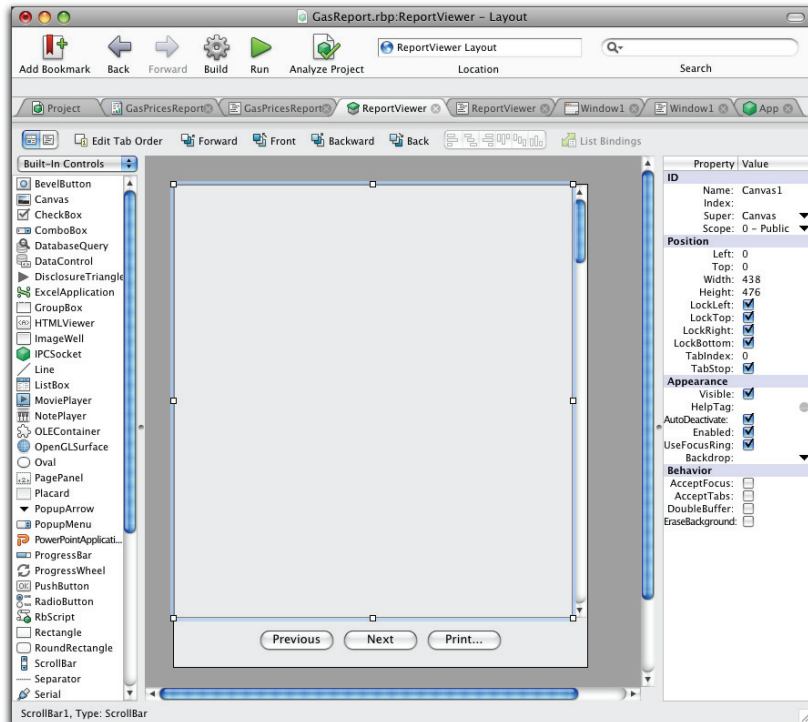 GasReport.rbp:ReportViewer – Layout
ReportViewer Layout
Add Bookmark Back Forward Build Run Analyze Project Location Search
Project GasPricesReport GasPricesReport ReportViewer ReportViewer Window1 Window1 App
Edit Tab Order Forward Front Backward Back List Bindings
Built-In Controls
BevelButton
Canvas
CheckBox
ComboBox
DatabaseQuery
DataControl
DisclosureTriangle
ExcelApplication
GroupBox
HTMLViewer
ImageWell
IPCSocket
Line
ListBox
MoviePlayer
NotePlayer
OLEContainer
OpenGLSurface
Oval
PagePanel
Placard
PopupArrow
PopupMenu
PowerPointApplicati...
ProgressBar
ProgressWheel
OK PushButton
RadioButton
RbScript
Rectangle
RoundRectangle
ScrollBar
Separator
Serial
Previous Next Print...
Property Value
ID
Name: Canvas1
Index:
Super: Canvas
Scope: 0 – Public
Position
Left: 0
Top: 0
Width: 438
Height: 476
LockLeft:
LockTop:
LockRight:
LockBottom:
TabIndex: 0
TabStop:
Appearance
Visible:
HelpTag:
AutoDeactivate:
Enabled:
UseFocusRing:
Backdrop:
Behavior
AcceptFocus:
AcceptTabs:
DoubleBuffer:
EraseBackground:
ScrollBar1, Type: ScrollBar